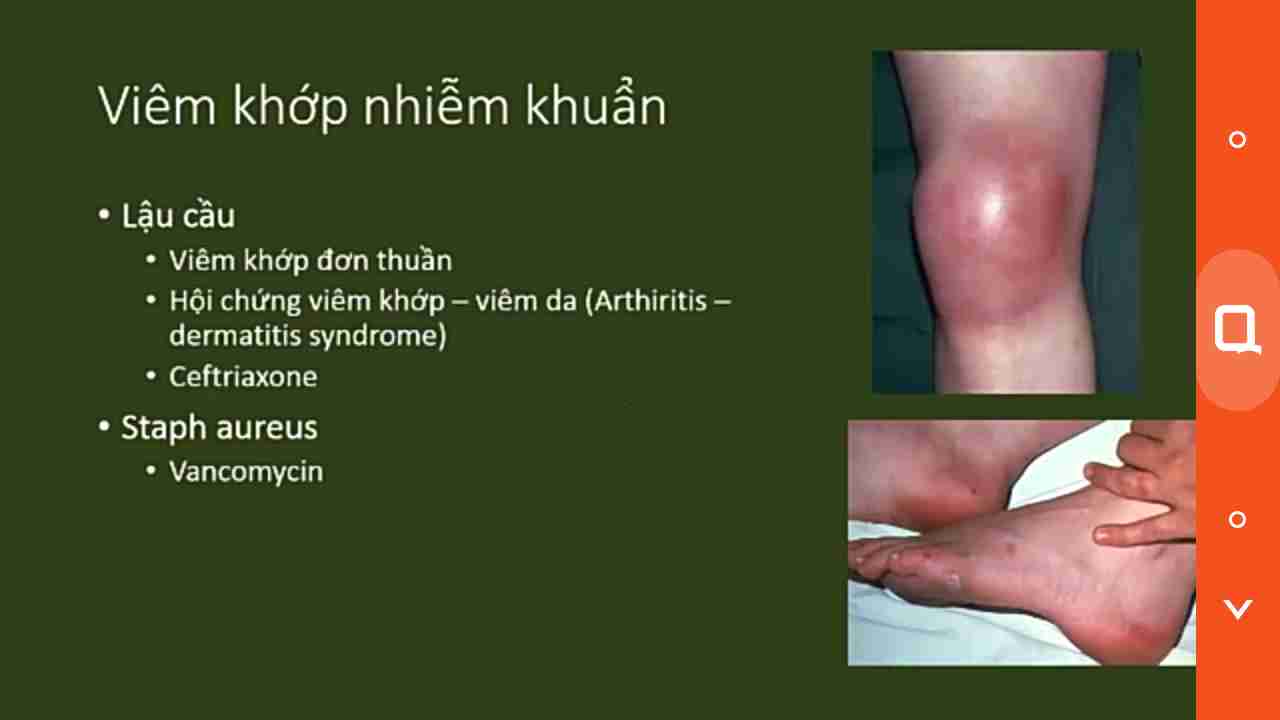 Viêm khớp nhiễm khuẩn
• Lậu cầu
• Viêm khớp đơn thuần
• Hội chứng viêm khớp – viêm da (Arthiritis –
dermatitis syndrome)
• Ceftriaxone
• Staph aureus
• Vancomycin